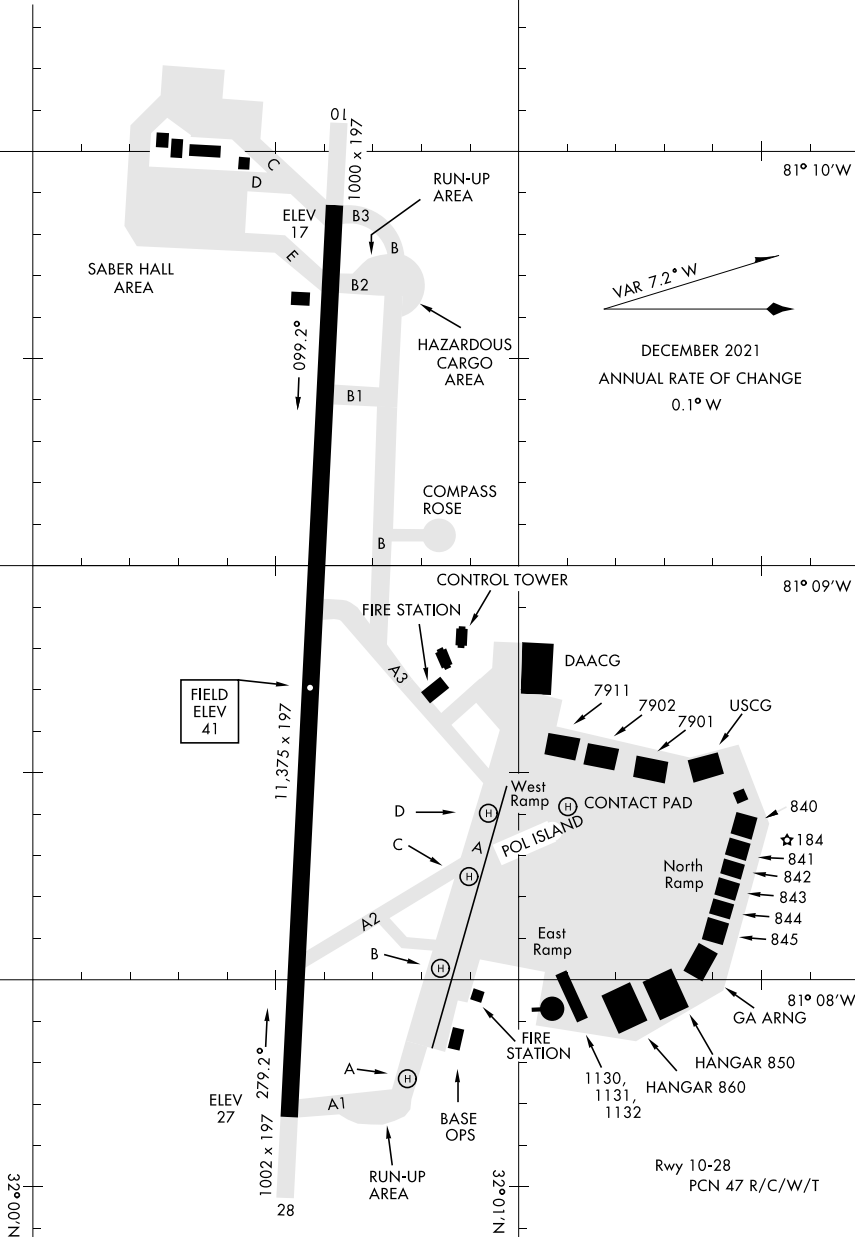 01
1000 x 197
81° 10'W
C
D
RUN-UP
AREA
ELEV
17
B3
B
E
B2
SABER HALL
AREA
VAR 7.2° W
099.2°
HAZARDOUS
CARGO
AREA
DECEMBER 2021
ANNUAL RATE OF CHANGE
0.1° W
B1
COMPASS
ROSE
B
CONTROL TOWER
81° 09'W
FIRE STATION
A3
DAACG
7911
7902
7901
USCG
FIELD
ELEV
41
11,375 x 197
West
Ramp
H
CONTACT PAD
840
D
H
POL ISLAND
184
A
C
841
H
North
Ramp
842
843
844
845
A2
East
Ramp
B
H
81° 08'W
GA ARNG
FIRE
STATION
HANGAR 850
279.2°
A
H
1130,
1131,
1132
HANGAR 860
ELEV
27
A1
BASE
OPS
1002 x 197
RUN-UP
AREA
Rwy 10-28
PCN 47 R/C/W/T
32°00'N
32°01'N
28